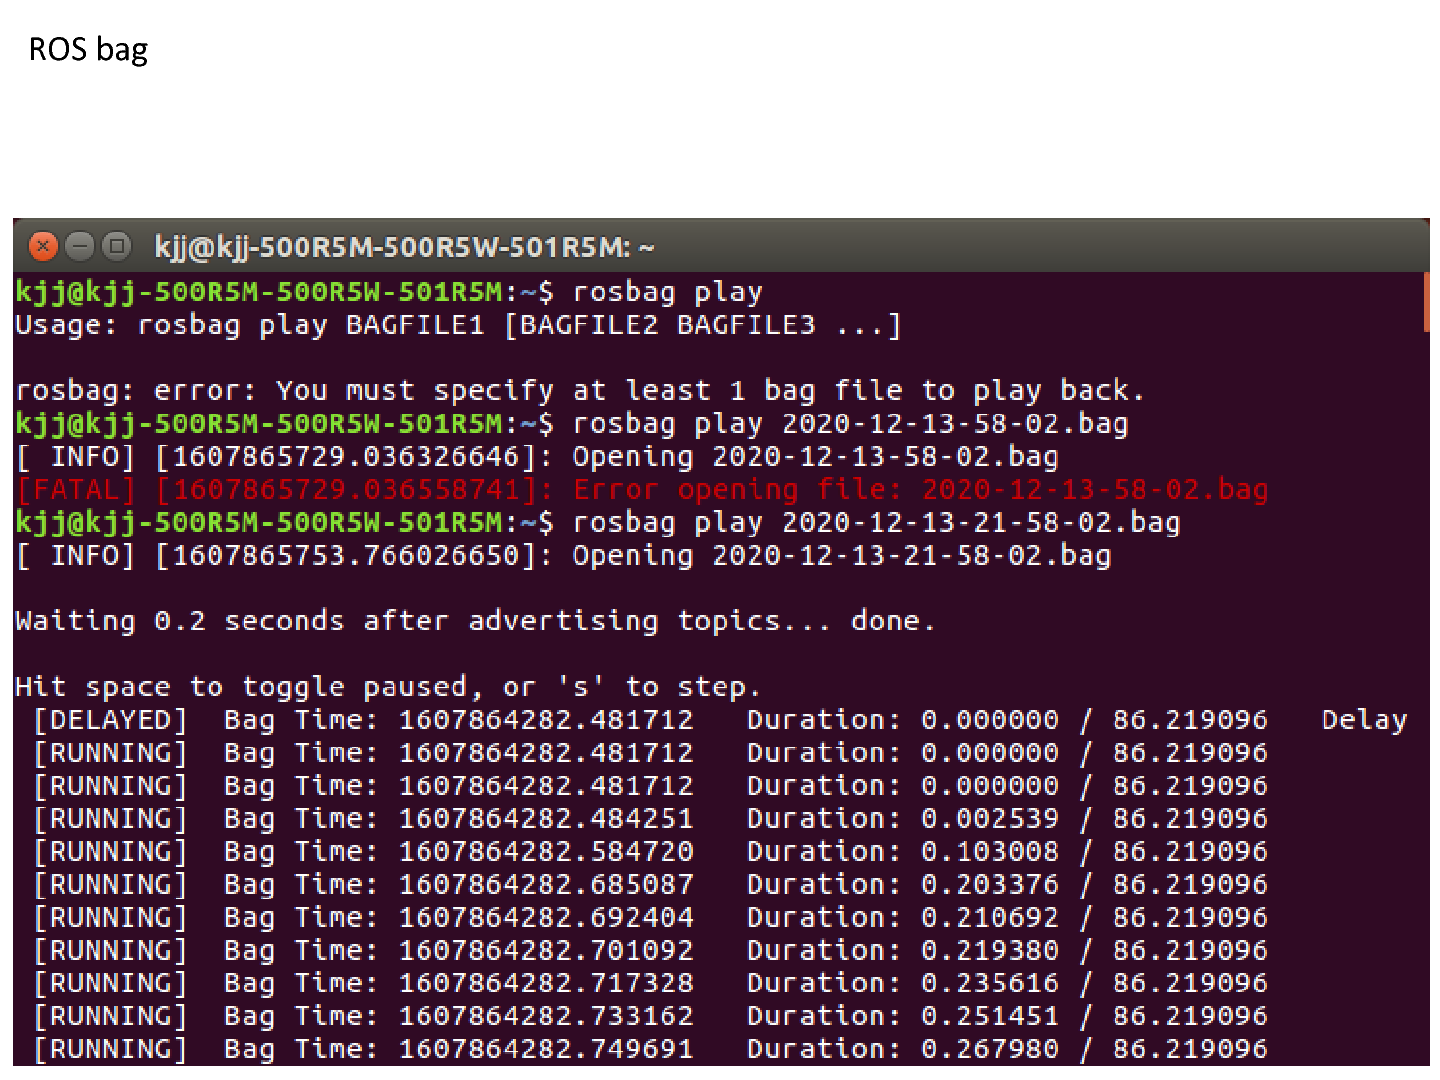 ROS bag
kjj@kjj-500R5M-500R5W-501R5M: ~
kjj@kjj-500R5M-500R5W-501R5M:~$ rosbag play
Usage: rosbag play BAGFILE1 [BAGFILE2 BAGFILE3 ...]
rosbag: error: You must specify at least 1 bag file to play back.
kjj@kjj-500R5M-500R5W-501R5M:~$ rosbag play 2020-12-13-58-02.bag
[ INFO] [1607865729.036326646]: Opening 2020-12-13-58-02.bag
[FATAL] [1607865729.036558741]: Error opening file: 2020-12-13-58-02.bag
kjj@kjj-500R5M-500R5W-501R5M:~$ rosbag play 2020-12-13-21-58-02.bag
[ INFO] [1607865753.766026650]: Opening 2020-12-13-21-58-02.bag
Waiting 0.2 seconds after advertising topics... done.
Hit space to toggle paused, or 's' to step.
[DELAYED]  Bag Time: 1607864282.481712   Duration: 0.000000 / 86.219096   Delay
[RUNNING]  Bag Time: 1607864282.481712   Duration: 0.000000 / 86.219096
[RUNNING]  Bag Time: 1607864282.481712   Duration: 0.000000 / 86.219096
[RUNNING]  Bag Time: 1607864282.484251   Duration: 0.002539 / 86.219096
[RUNNING]  Bag Time: 1607864282.584720   Duration: 0.103008 / 86.219096
[RUNNING]  Bag Time: 1607864282.685087   Duration: 0.203376 / 86.219096
[RUNNING]  Bag Time: 1607864282.692404   Duration: 0.210692 / 86.219096
[RUNNING]  Bag Time: 1607864282.701092   Duration: 0.219380 / 86.219096
[RUNNING]  Bag Time: 1607864282.717328   Duration: 0.235616 / 86.219096
[RUNNING]  Bag Time: 1607864282.733162   Duration: 0.251451 / 86.219096
[RUNNING]  Bag Time: 1607864282.749691   Duration: 0.267980 / 86.219096